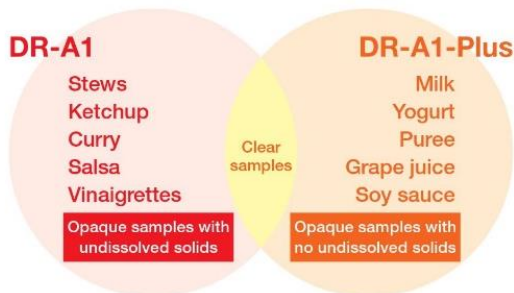 DR-A1
Stews
Ketchup
Curry
Salsa
Vinaigrettes
Opaque samples with
undissolved solids
Clear
samples
DR-A1-Plus
Milk
Yogurt
Puree
Grape juice
Soy sauce
Opaque samples with
no undissolved solids